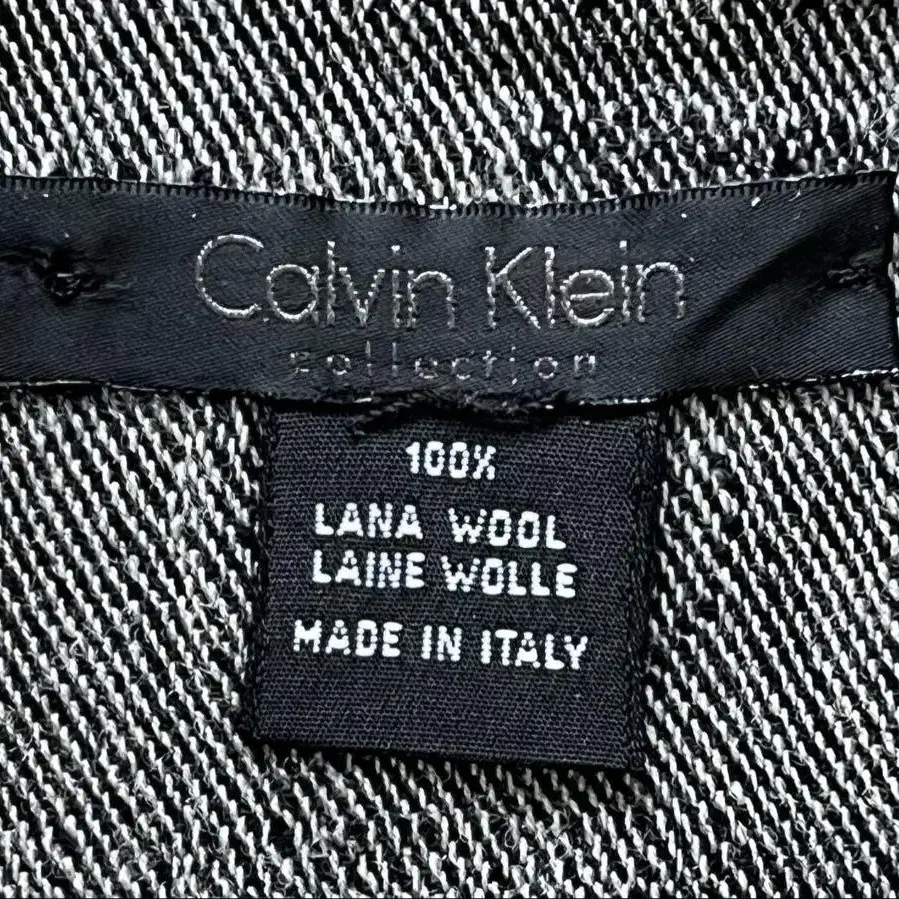 Calvin Klein
collection
100%
LANA WOOL
LAINE WOLLE
MADE IN ITALY